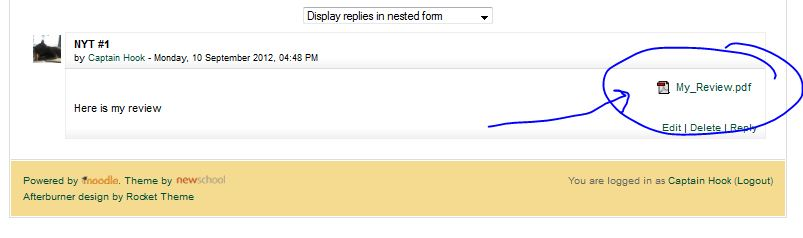 Display replies in nested form
NYT #1
by Captain Hook - Monday, 10 September 2012, 04:48 PM
My_Review.pdf
Here is my review
Edit | Delete | Reply
Powered by moodle. Theme by newschool
You are logged in as Captain Hook (Logout)
Afterburner design by Rocket Theme